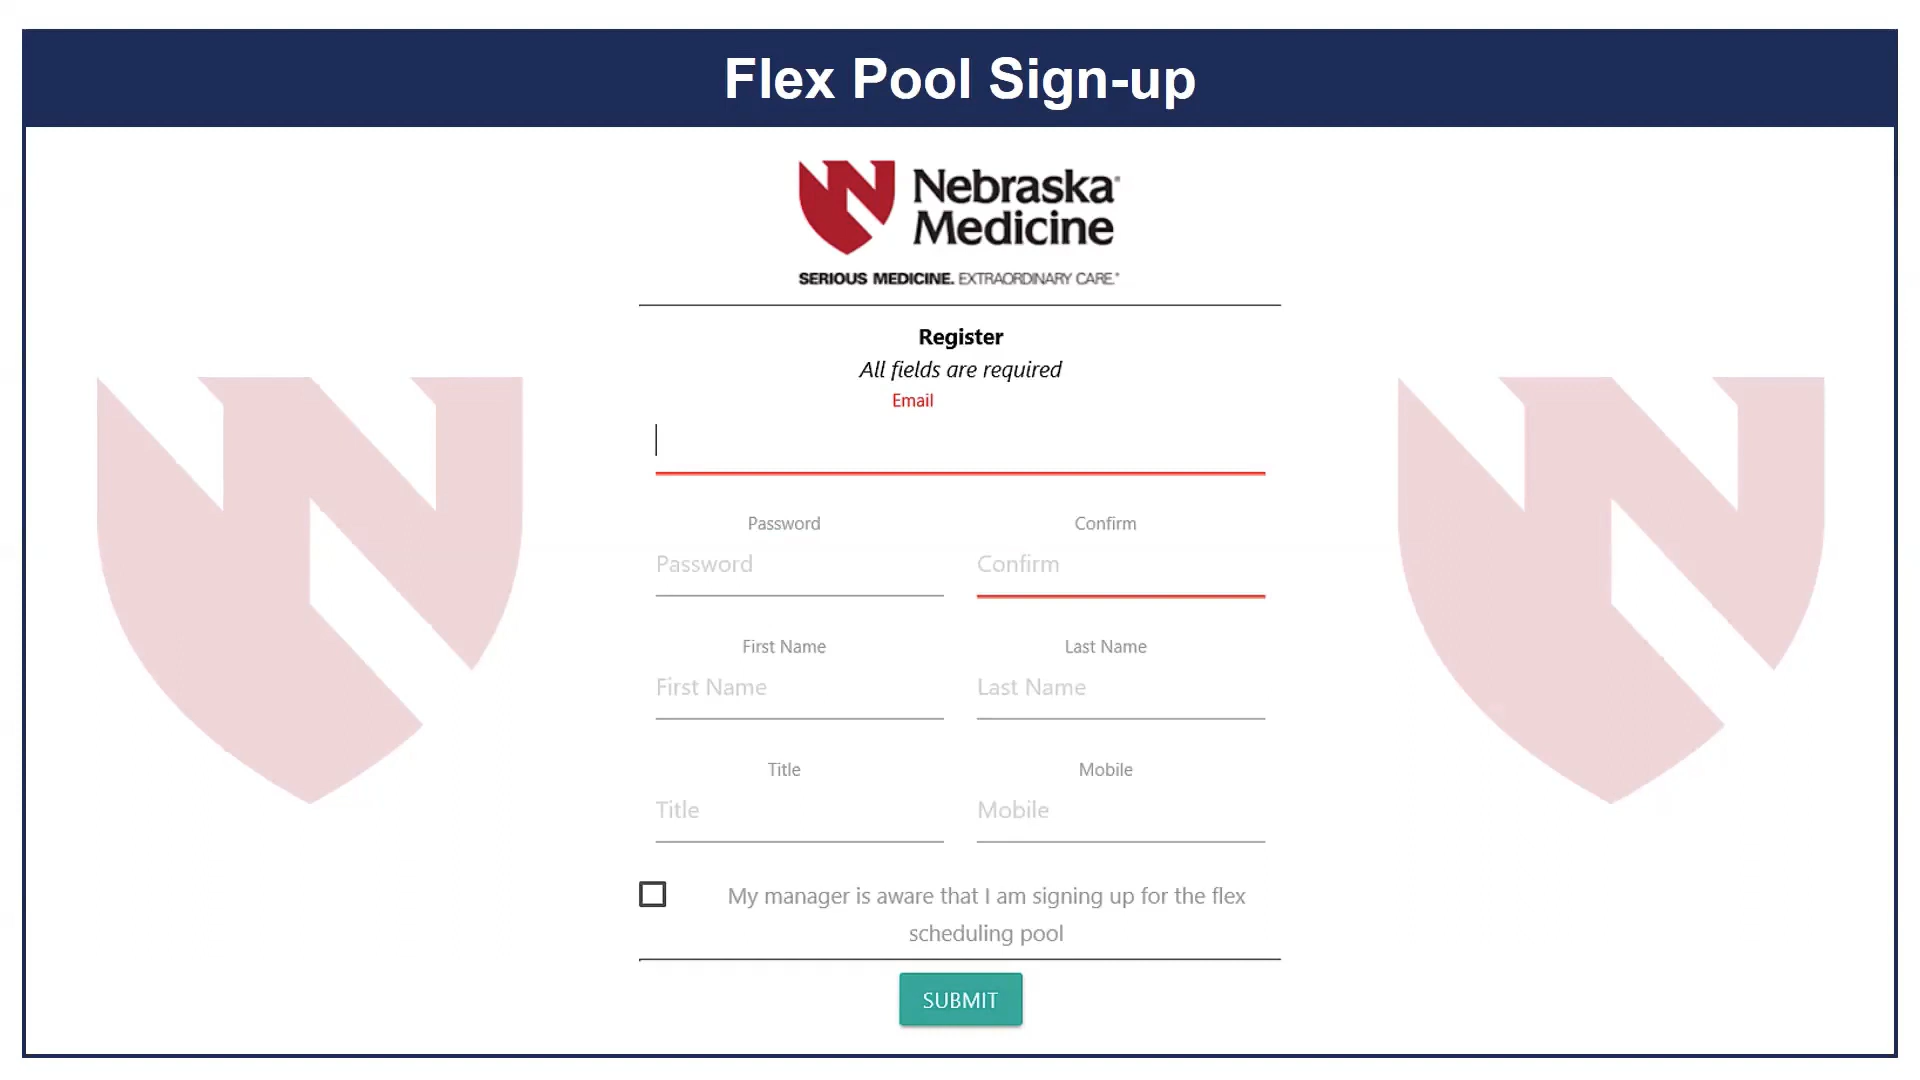 Flex Pool Sign-up
Nebraska
Medicine
SERIOUS MEDICINE. EXTRAORDINARY CARE.
Register
All fields are required
Email
Password Confirm
Password Confirm
First Name Last Name
First Name Last Name
Title Mobile
Title Mobile
My manager is aware that I am signing up for the flex
scheduling pool
SUBMIT